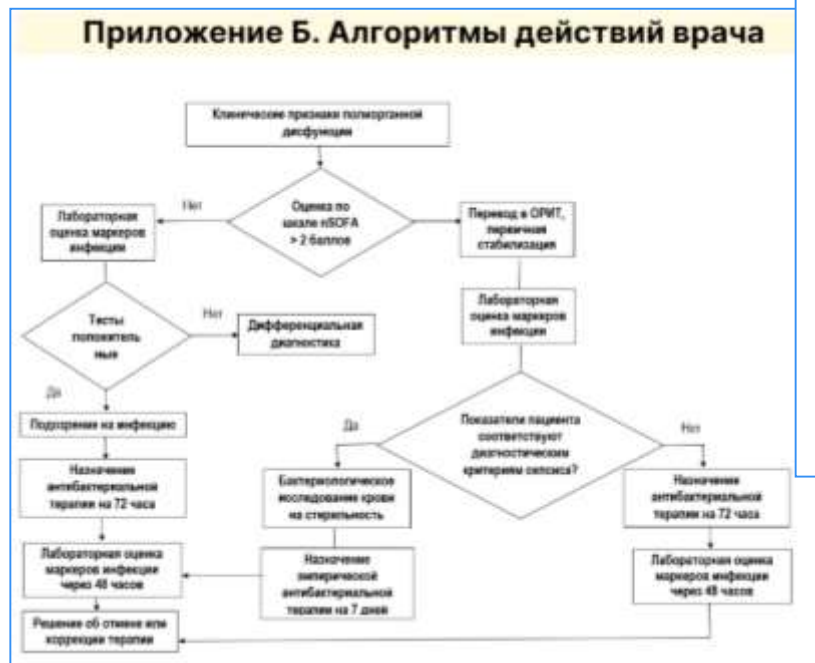 Приложение Б. Алгоритмы действий врача
Клинические признаки полиорганной
дисфункции
Нет
Оценка по
шкале nSOFA
> 2 баллов
Лабораторная
оценка маркеров
инфекции
Перевод в ОРИТ,
первичная
стабилизация
Лабораторная
оценка маркеров
инфекции
Тесты
положитель
ные
Нет
Дифференциальная
диагностика
Да
Подозрение на инфекцию
Показатели пациента
соответствуют
диагностическим
критериям сепсиса?
Да
Нет
Назначение
антибактериальной
терапии на 72 часа
Бактериологическое
исследование крови
на стерильность
Назначение
антибактериальной
терапии на 72 часа
Лабораторная оценка
маркеров инфекции
через 48 часов
Назначение
эмпирической
антибактериальной
терапии на 7 дней
Лабораторная оценка
маркеров инфекции
через 48 часов
Решение об отмене или
коррекции терапии